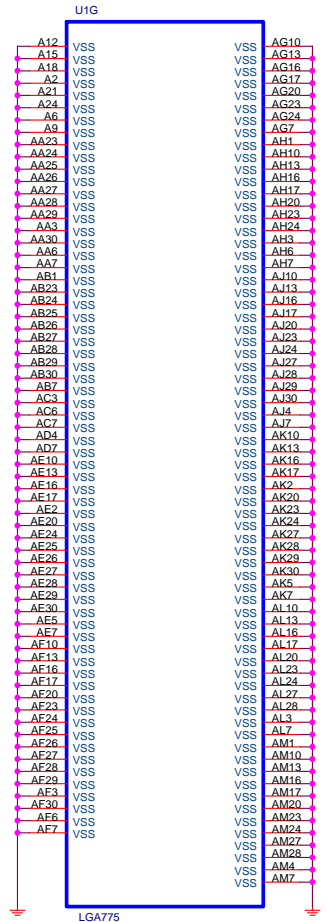 U1G
A12 VSS VSS AG10
A15 VSS VSS AG13
A18 VSS VSS AG16
A2 VSS VSS AG17
A21 VSS VSS AG20
A24 VSS VSS AG23
A6 VSS VSS AG24
A9 VSS VSS AG7
AA23 VSS VSS AH1
AA24 VSS VSS AH10
AA25 VSS VSS AH13
AA26 VSS VSS AH16
AA27 VSS VSS AH17
AA28 VSS VSS AH20
AA29 VSS VSS AH23
AA3 VSS VSS AH24
AA30 VSS VSS AH3
AA6 VSS VSS AH6
AA7 VSS VSS AH7
AB1 VSS VSS AJ10
AB23 VSS VSS AJ13
AB24 VSS VSS AJ16
AB25 VSS VSS AJ17
AB26 VSS VSS AJ20
AB27 VSS VSS AJ23
AB28 VSS VSS AJ24
AB29 VSS VSS AJ27
AB30 VSS VSS AJ28
AB7 VSS VSS AJ29
AC3 VSS VSS AJ30
AC6 VSS VSS AJ4
AC7 VSS VSS AJ7
AD4 VSS VSS AK10
AD7 VSS VSS AK13
AE10 VSS VSS AK16
AE13 VSS VSS AK17
AE16 VSS VSS AK2
AE17 VSS VSS AK20
AE2 VSS VSS AK23
AE20 VSS VSS AK24
AE24 VSS VSS AK27
AE25 VSS VSS AK28
AE26 VSS VSS AK29
AE27 VSS VSS AK30
AE28 VSS VSS AK5
AE29 VSS VSS AK7
AE30 VSS VSS AL10
AE5 VSS VSS AL13
AE7 VSS VSS AL16
AF10 VSS VSS AL17
AF13 VSS VSS AL20
AF16 VSS VSS AL23
AF17 VSS VSS AL24
AF20 VSS VSS AL27
AF23 VSS VSS AL28
AF24 VSS VSS AL3
AF25 VSS VSS AL7
AF26 VSS VSS AM1
AF27 VSS VSS AM10
AF28 VSS VSS AM13
AF29 VSS VSS AM16
AF3 VSS VSS AM17
AF30 VSS VSS AM20
AF6 VSS VSS AM23
AF7 VSS VSS AM24
VSS AM27
VSS AM28
VSS AM4
VSS AM7
LGA775